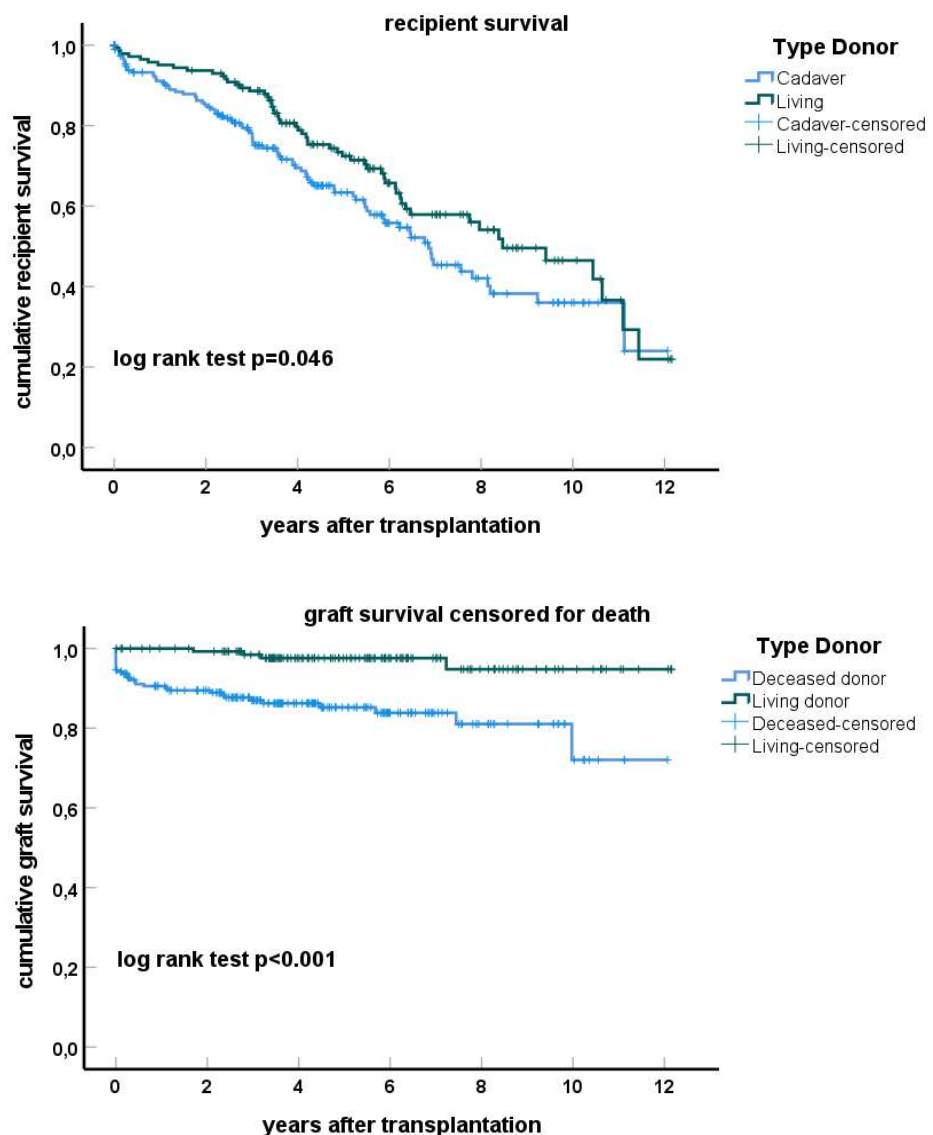 recipient survival
Type Donor
Cadaver
Living
Cadaver-censored
Living-censored
cumulative recipient survival
1,0
0,8
0,6
0,4
0,2
0,0
log rank test p=0.046
0 2 4 6 8 10 12
years after transplantation
graft survival censored for death
Type Donor
Deceased donor
Living donor
Deceased-censored
Living-censored
cumulative graft survival
1,0
0,8
0,6
0,4
0,2
0,0
log rank test p<0.001
0 2 4 6 8 10 12
years after transplantation